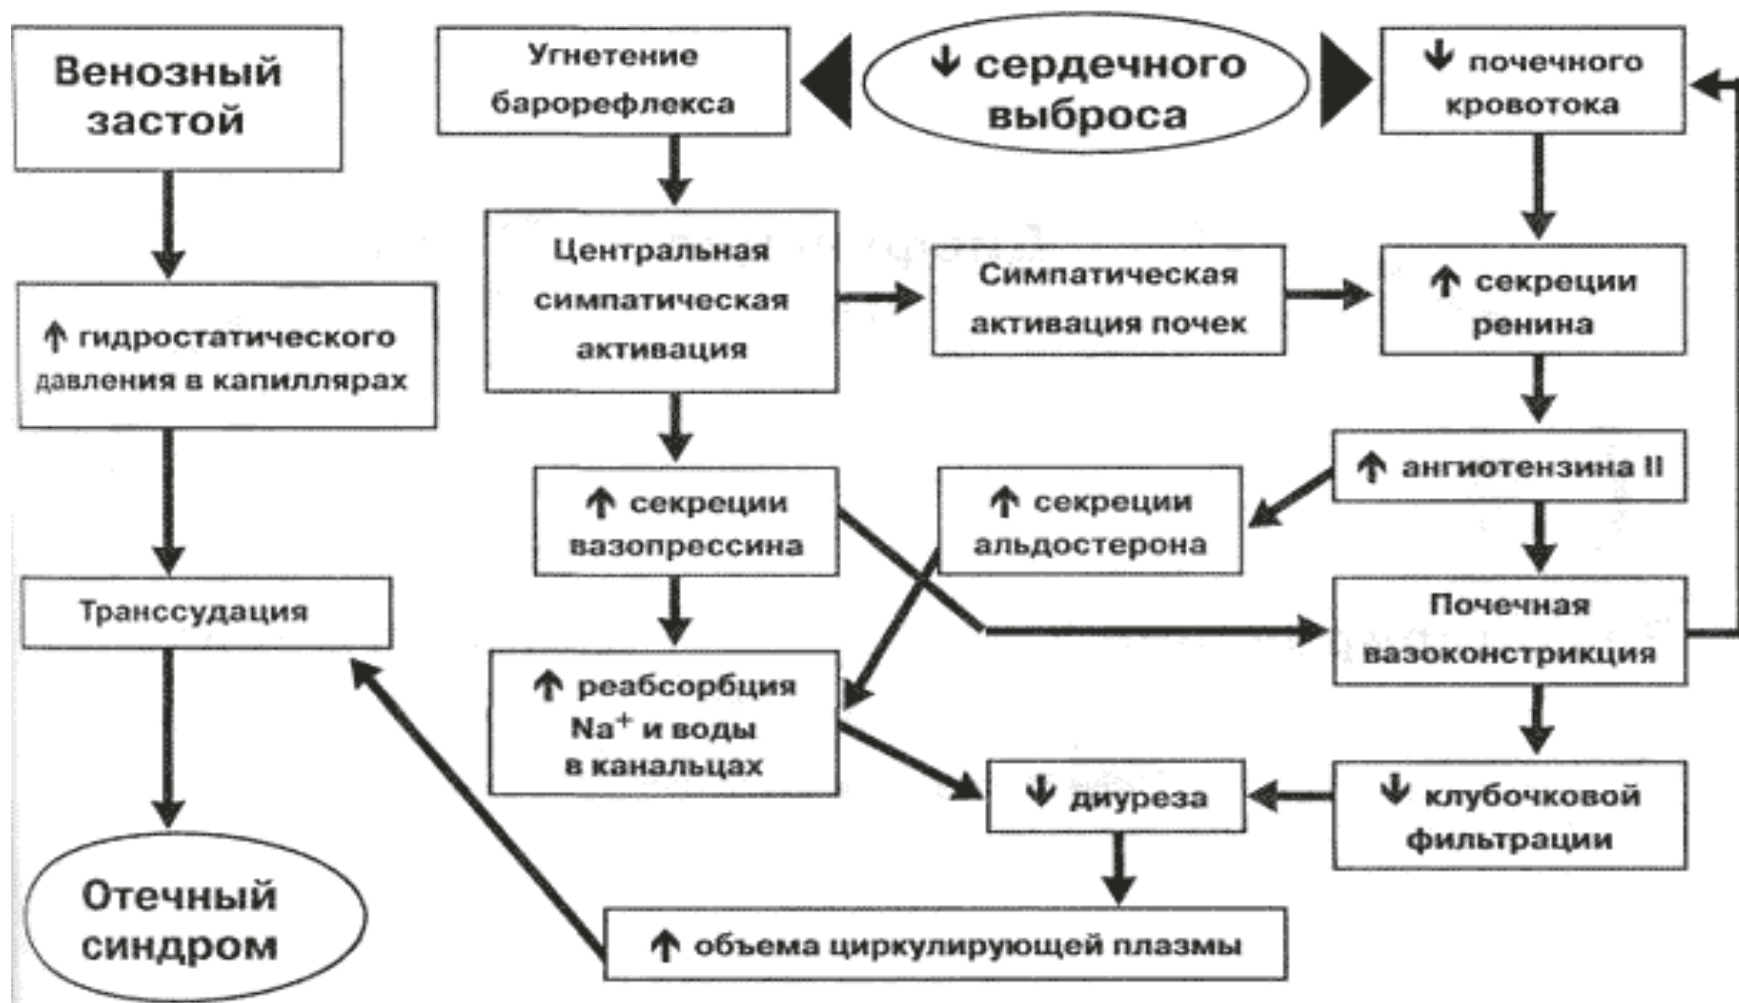 Венозный
застой
Угнетение
барорефлекса
↓ сердечного
выброса
↓ почечного
кровотока
↑ гидростатического
давления в капиллярах
Центральная
симпатическая
активация
Симпатическая
активация почек
↑ секреции
ренина
↑ ангиотензина II
↑ секреции
вазопрессина
↑ секреции
альдостерона
Транссудация
Почечная
вазоконстрикция
↑ реабсорбция
Na⁺ и воды
в канальцах
↓ диуреза
↓ клубочковой
фильтрации
Отечный
синдром
↑ объема циркулирующей плазмы